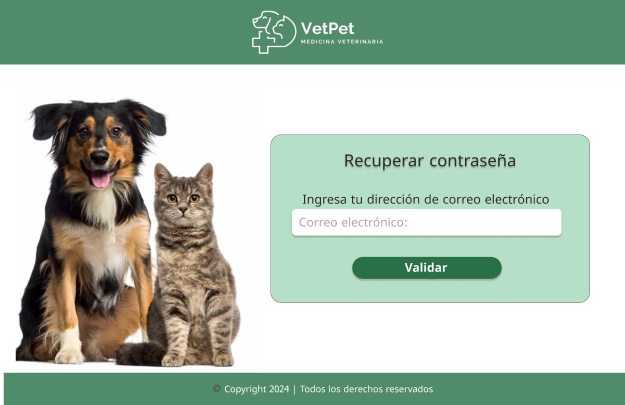 VetPet
MEDICINA VETERINARIA
Recuperar contraseña
Ingresa tu dirección de correo electrónico
Correo electrónico:
Validar
© Copyright 2024 | Todos los derechos reservados